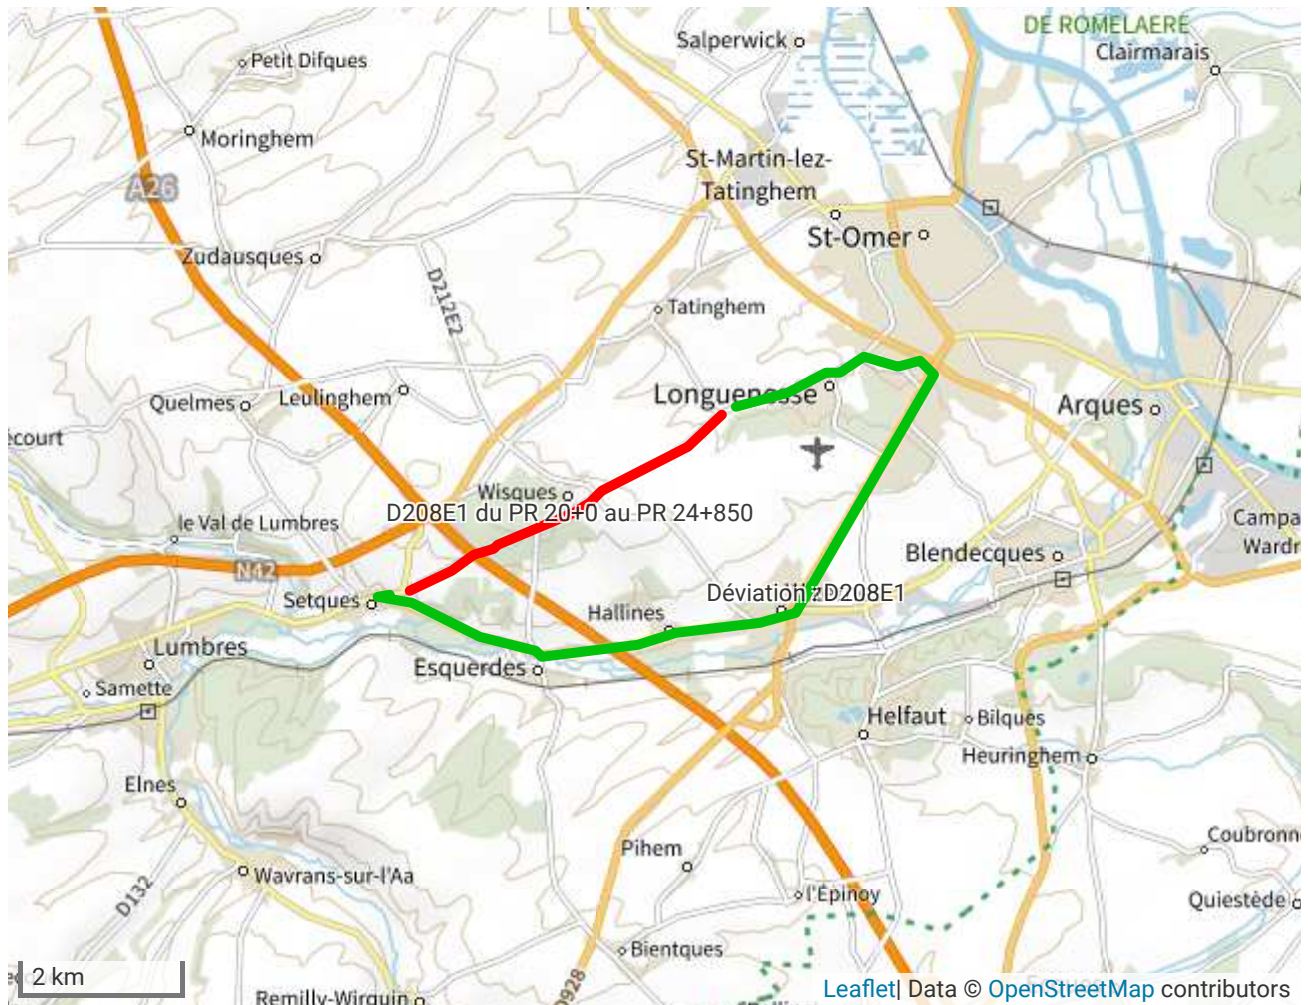 DE ROMELAERE
Salperwick
Clairmarais
Petit Difques
Moringhem
St-Martin-lez-
Tatinghem
A26
St-Omer
Zudausques
D212E2
Tatinghem
Longuenesse
Quelmes
Leulinghem
Arques
ecourt
Wisques
D208E1 du PR 20+0 au PR 24+850
le Val de Lumbres
Campa
Wardr
Blendecques
N42
Setques
Déviation D208E1
Hallines
Lumbres
Esquerdes
Samette
Helfaut
Bilques
Heuringhem
Elnes
Coubronn
Pihem
Wavrans-sur-l'Aa
D132
l'Épinoy
Quiestède
Bientques
2 km
D928
Remilly-Wirquin
Leaflet | Data © OpenStreetMap contributors